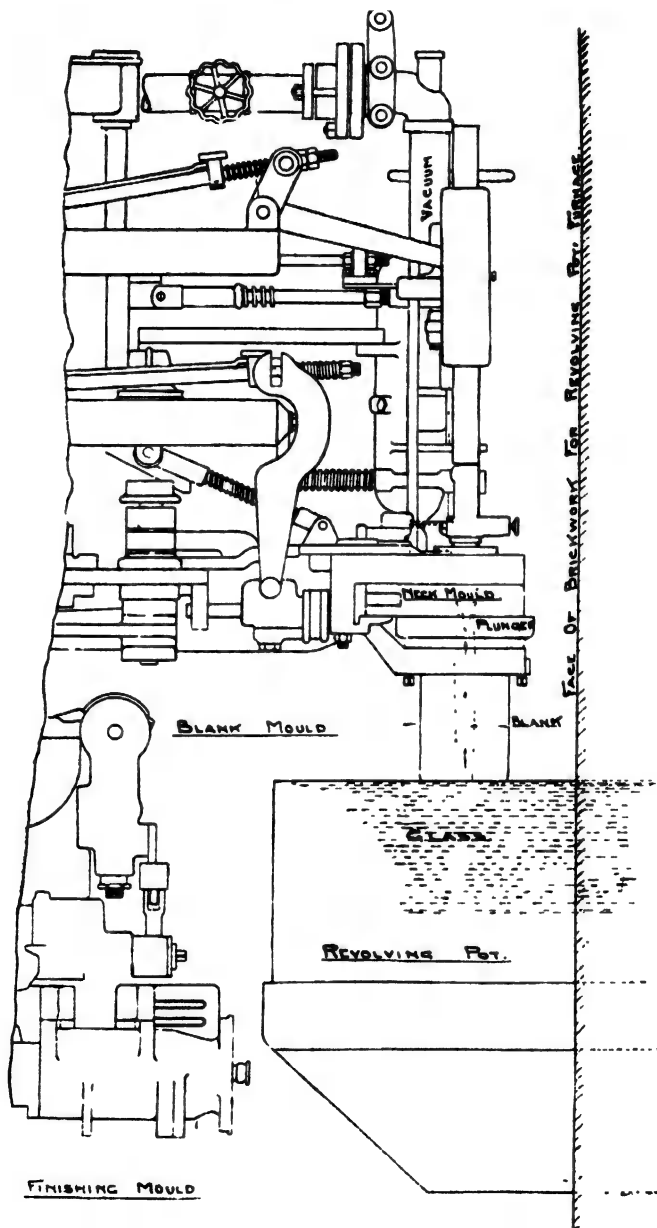 VACUUM
FACE OF BRICKWORK FOR REVOLVING POT. FURNACE
NECK MOULD
PLUNGER
BLANK MOULD
BLANK
GLASS
REVOLVING POT.
FINISHING MOULD